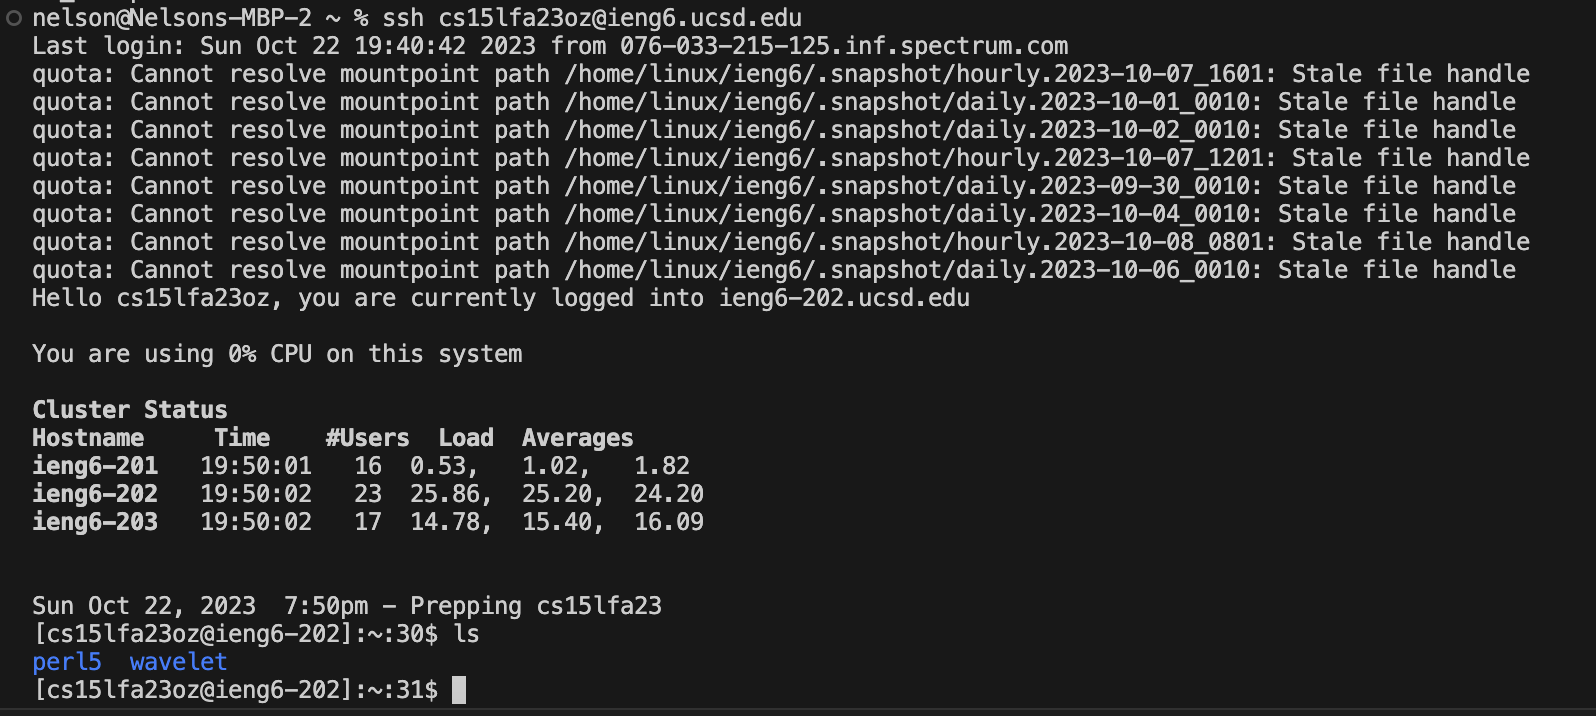 nelson@Nelsons-MBP-2 ~ % ssh cs15lfa23oz@ieng6.ucsd.edu
Last login: Sun Oct 22 19:40:42 2023 from 076-033-215-125.inf.spectrum.com
quota: Cannot resolve mountpoint path /home/linux/ieng6/.snapshot/hourly.2023-10-07_1601: Stale file handle
quota: Cannot resolve mountpoint path /home/linux/ieng6/.snapshot/daily.2023-10-01_0010: Stale file handle
quota: Cannot resolve mountpoint path /home/linux/ieng6/.snapshot/daily.2023-10-02_0010: Stale file handle
quota: Cannot resolve mountpoint path /home/linux/ieng6/.snapshot/hourly.2023-10-07_1201: Stale file handle
quota: Cannot resolve mountpoint path /home/linux/ieng6/.snapshot/daily.2023-09-30_0010: Stale file handle
quota: Cannot resolve mountpoint path /home/linux/ieng6/.snapshot/daily.2023-10-04_0010: Stale file handle
quota: Cannot resolve mountpoint path /home/linux/ieng6/.snapshot/hourly.2023-10-08_0801: Stale file handle
quota: Cannot resolve mountpoint path /home/linux/ieng6/.snapshot/daily.2023-10-06_0010: Stale file handle
Hello cs15lfa23oz, you are currently logged into ieng6-202.ucsd.edu
You are using 0% CPU on this system
Cluster Status
Hostname     Time    #Users  Load  Averages
ieng6-201   19:50:01   16  0.53,   1.02,   1.82
ieng6-202   19:50:02   23  25.86,  25.20,  24.20
ieng6-203   19:50:02   17  14.78,  15.40,  16.09
Sun Oct 22, 2023  7:50pm - Prepping cs15lfa23
[cs15lfa23oz@ieng6-202]:~:30$ ls
perl5  wavelet
[cs15lfa23oz@ieng6-202]:~:31$